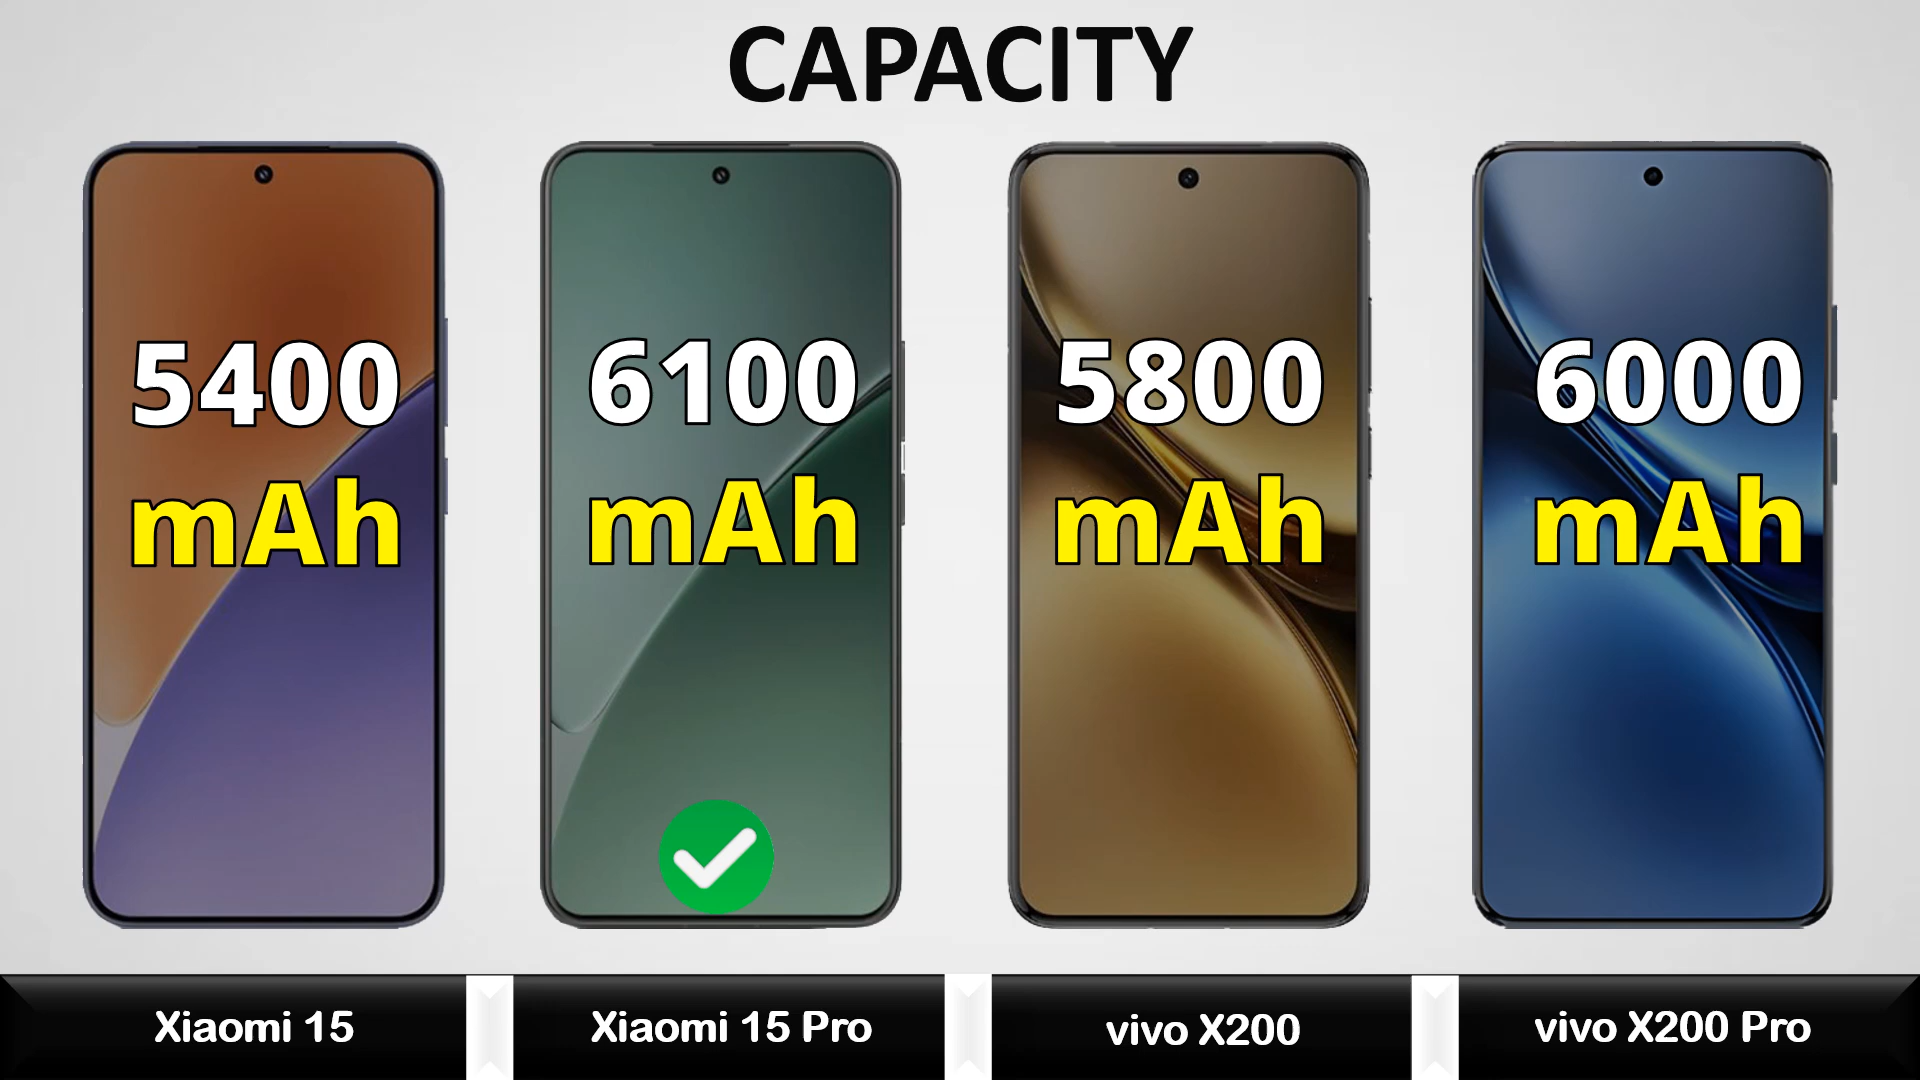 CAPACITY
5400
mAh
6100
mAh
5800
mAh
6000
mAh
Xiaomi 15
Xiaomi 15 Pro
vivo X200
vivo X200 Pro